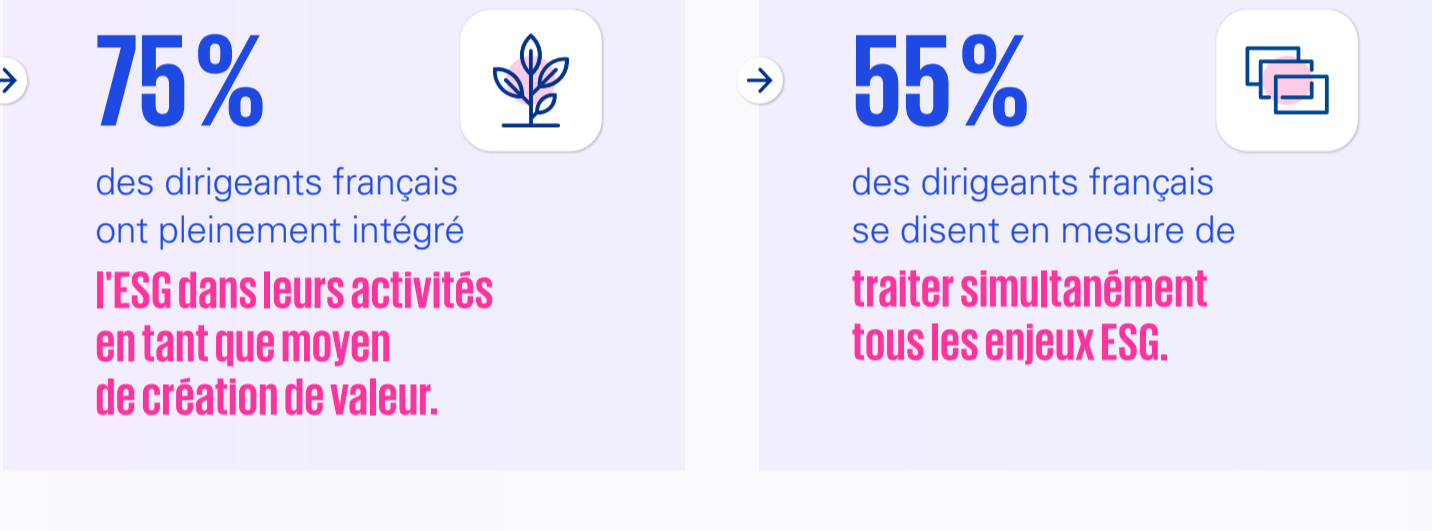 75%
des dirigeants français
ont pleinement intégré
l'ESG dans leurs activités
en tant que moyen
de création de valeur.
55%
des dirigeants français
se disent en mesure de
traiter simultanément
tous les enjeux ESG.